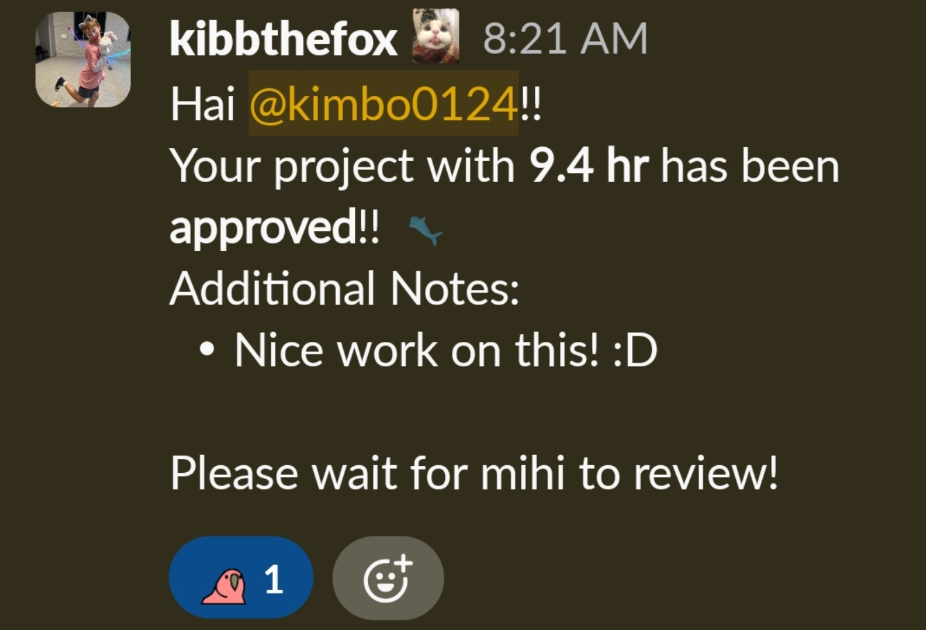 kibbthefox 8:21 AM
Hai @kimbo0124!!
Your project with 9.4 hr has been
approved!!
Additional Notes:
• Nice work on this! :D
Please wait for mihi to review!
1